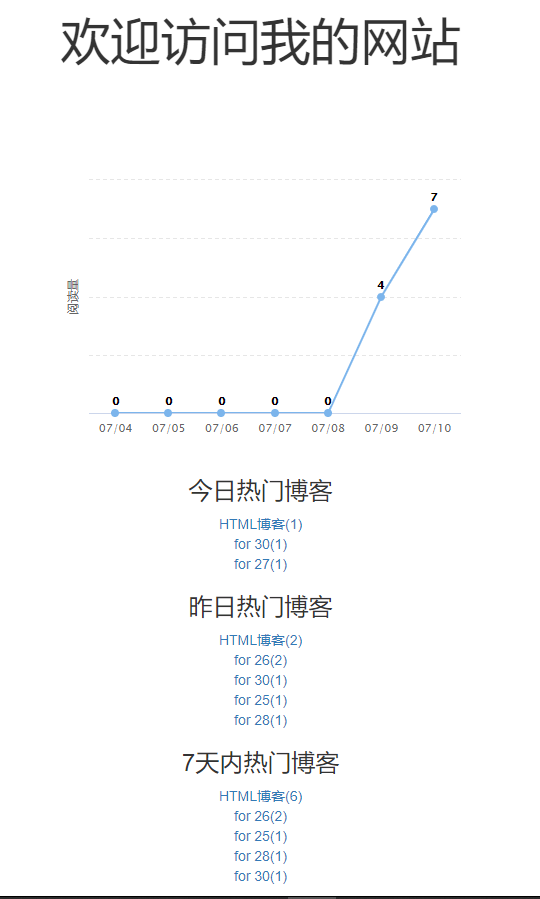 欢迎访问我的网站
7
4
0 0 0 0 0
阅读量
07/04 07/05 07/06 07/07 07/08 07/09 07/10
今日热门博客
HTML博客(1)
for 30(1)
for 27(1)
昨日热门博客
HTML博客(2)
for 26(2)
for 30(1)
for 25(1)
for 28(1)
7天内热门博客
HTML博客(6)
for 26(2)
for 25(1)
for 28(1)
for 30(1)